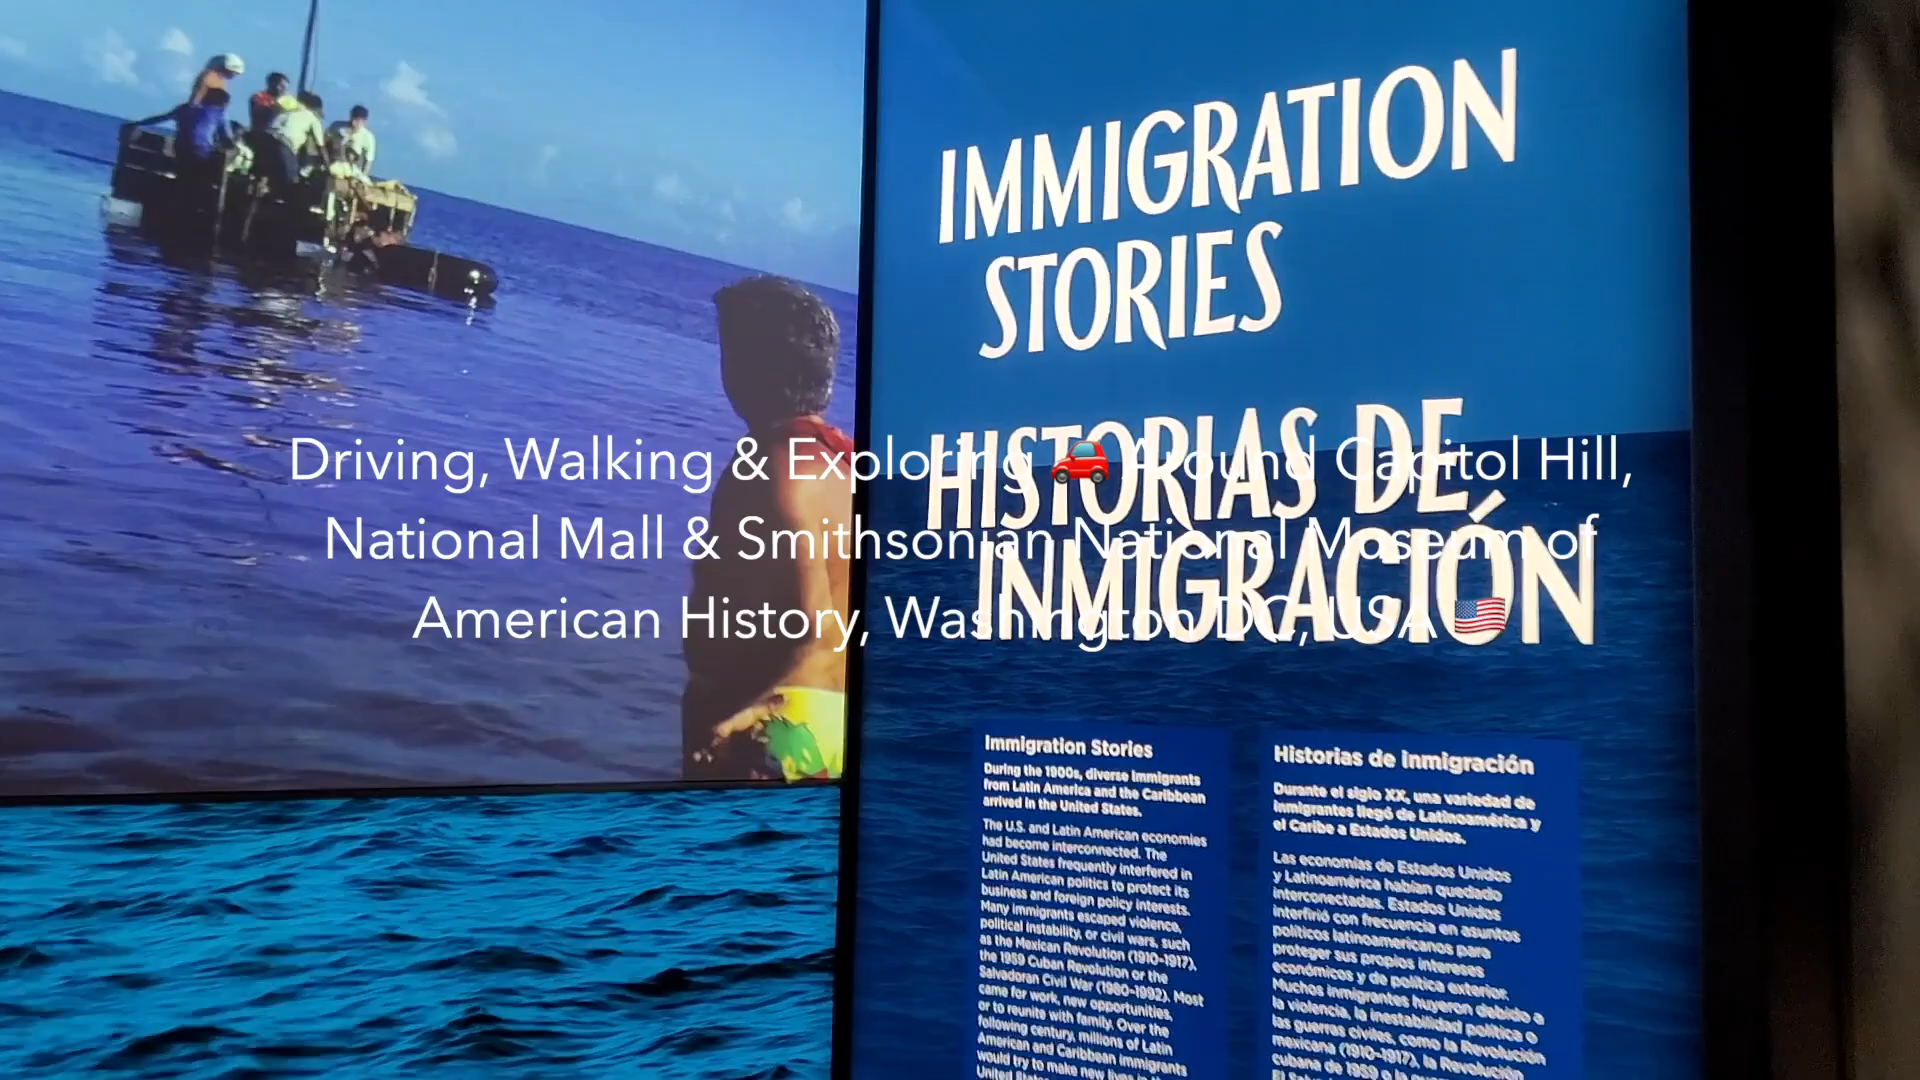 IMMIGRATION
STORIES
HISTORIAS DE
INMIGRACIÓN
Driving, Walking & Exploring 🚗 Around Capitol Hill,
National Mall & Smithsonian National Museum of
American History, Washington DC, USA 🇺🇸
Immigration Stories
During the 1900s, diverse immigrants
from Latin America and the Caribbean
arrived in the United States.
The U.S. and Latin American economies
had become interconnected. The
United States frequently interfered in
Latin American politics to protect its
business and foreign policy interests.
Many immigrants escaped violence,
political instability, or civil wars, such
as the Mexican Revolution (1910-1917),
the 1959 Cuban Revolution or the
Salvadoran Civil War (1980-1992). Most
came for work, new opportunities,
or to reunite with family. Over the
following century, millions of Latin
American and Caribbean immigrants
would try to make new lives in the
United States
Historias de inmigración
Durante el siglo XX, una variedad de
inmigrantes llegó de Latinoamérica y
el Caribe a Estados Unidos.
Las economías de Estados Unidos
y Latinoamérica habían quedado
interconectadas. Estados Unidos
interfirió con frecuencia en asuntos
políticos latinoamericanos para
proteger sus propios intereses
económicos y de política exterior.
Muchos inmigrantes huyeron debido a
la violencia, la inestabilidad política o
las guerras civiles, como la Revolución
mexicana (1910-1917), la Revolución
cubana de 1959 o la guerra